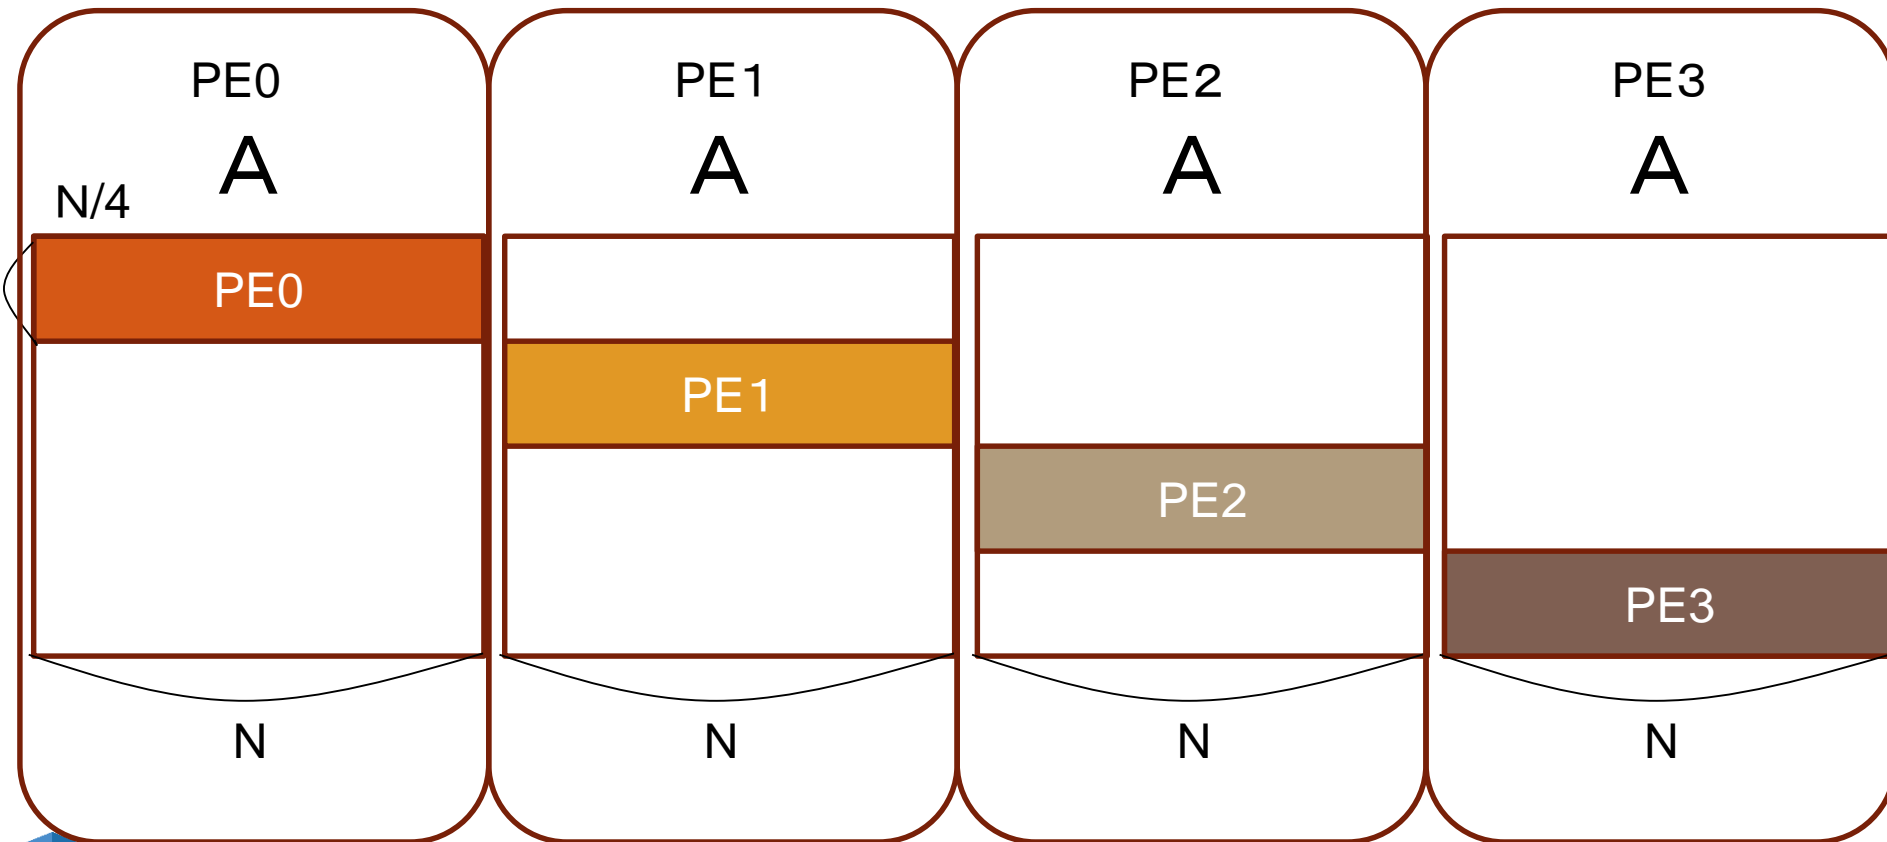 PE0 PE1 PE2 PE3
A A A A
N/4
PE0
PE1
PE2
PE3
N N N N